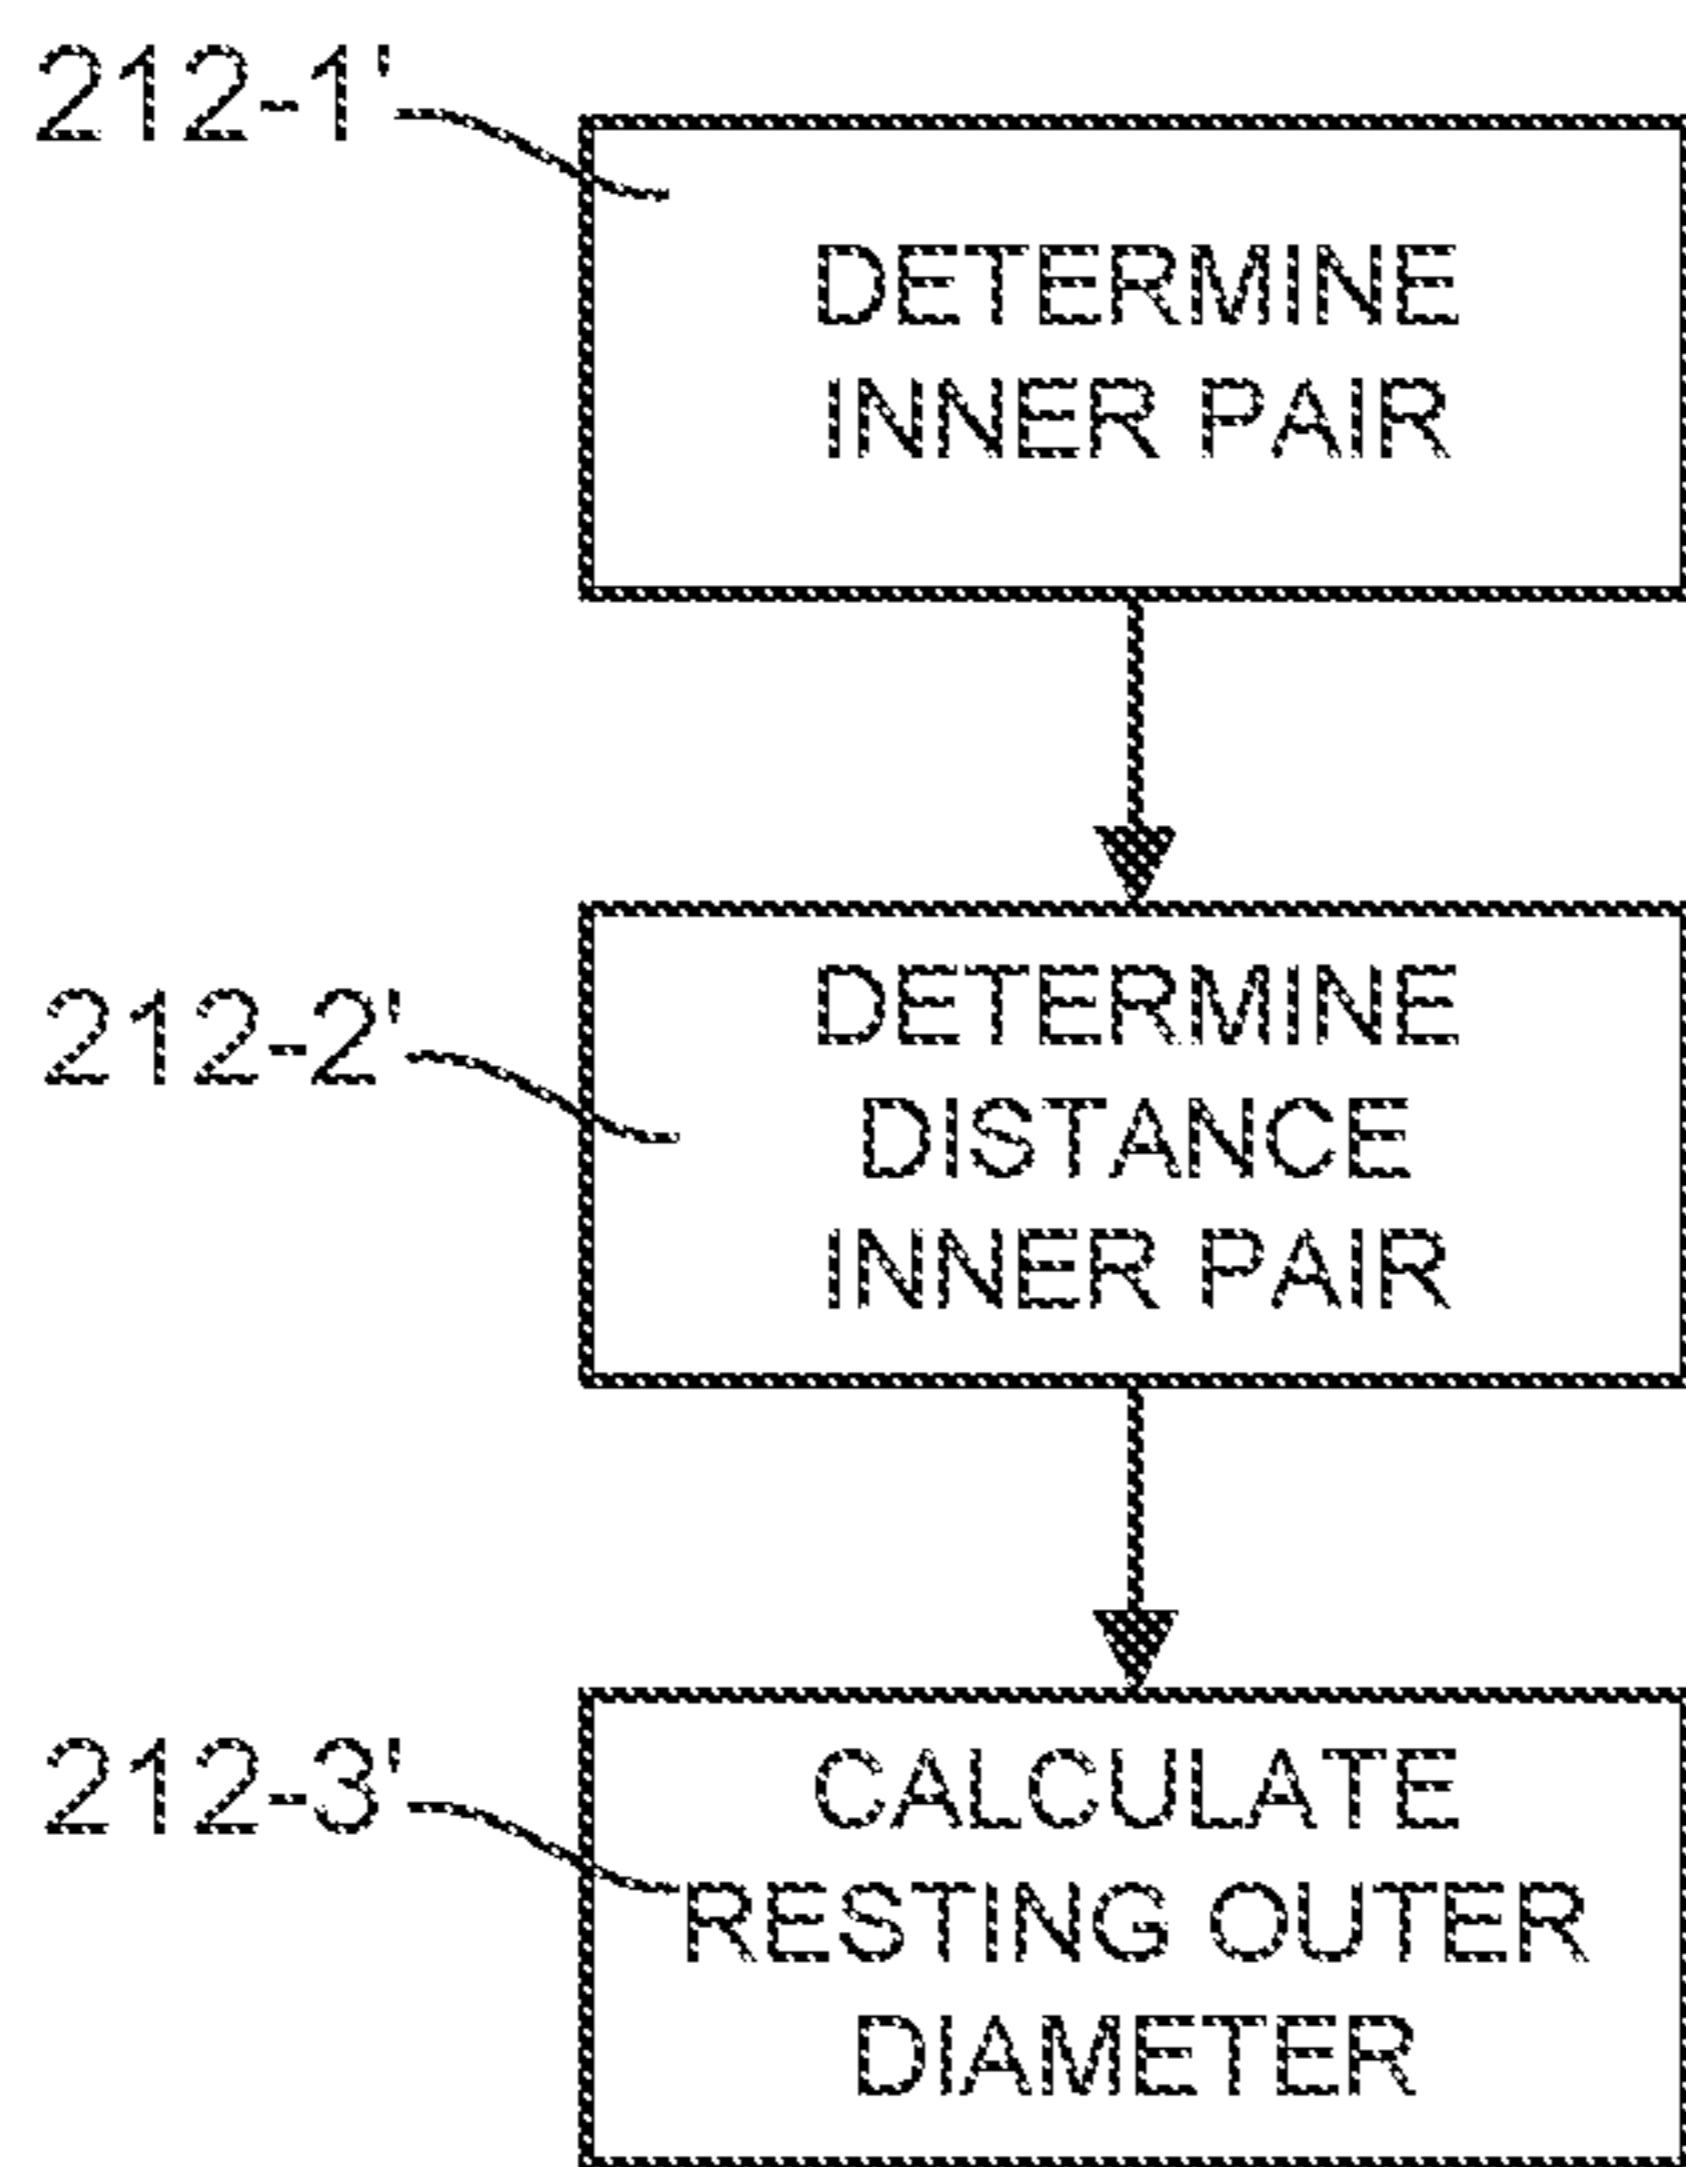 212-1'
DETERMINE
INNER PAIR
212-2'
DETERMINE
DISTANCE
INNER PAIR
212-3'
CALCULATE
RESTING OUTER
DIAMETER